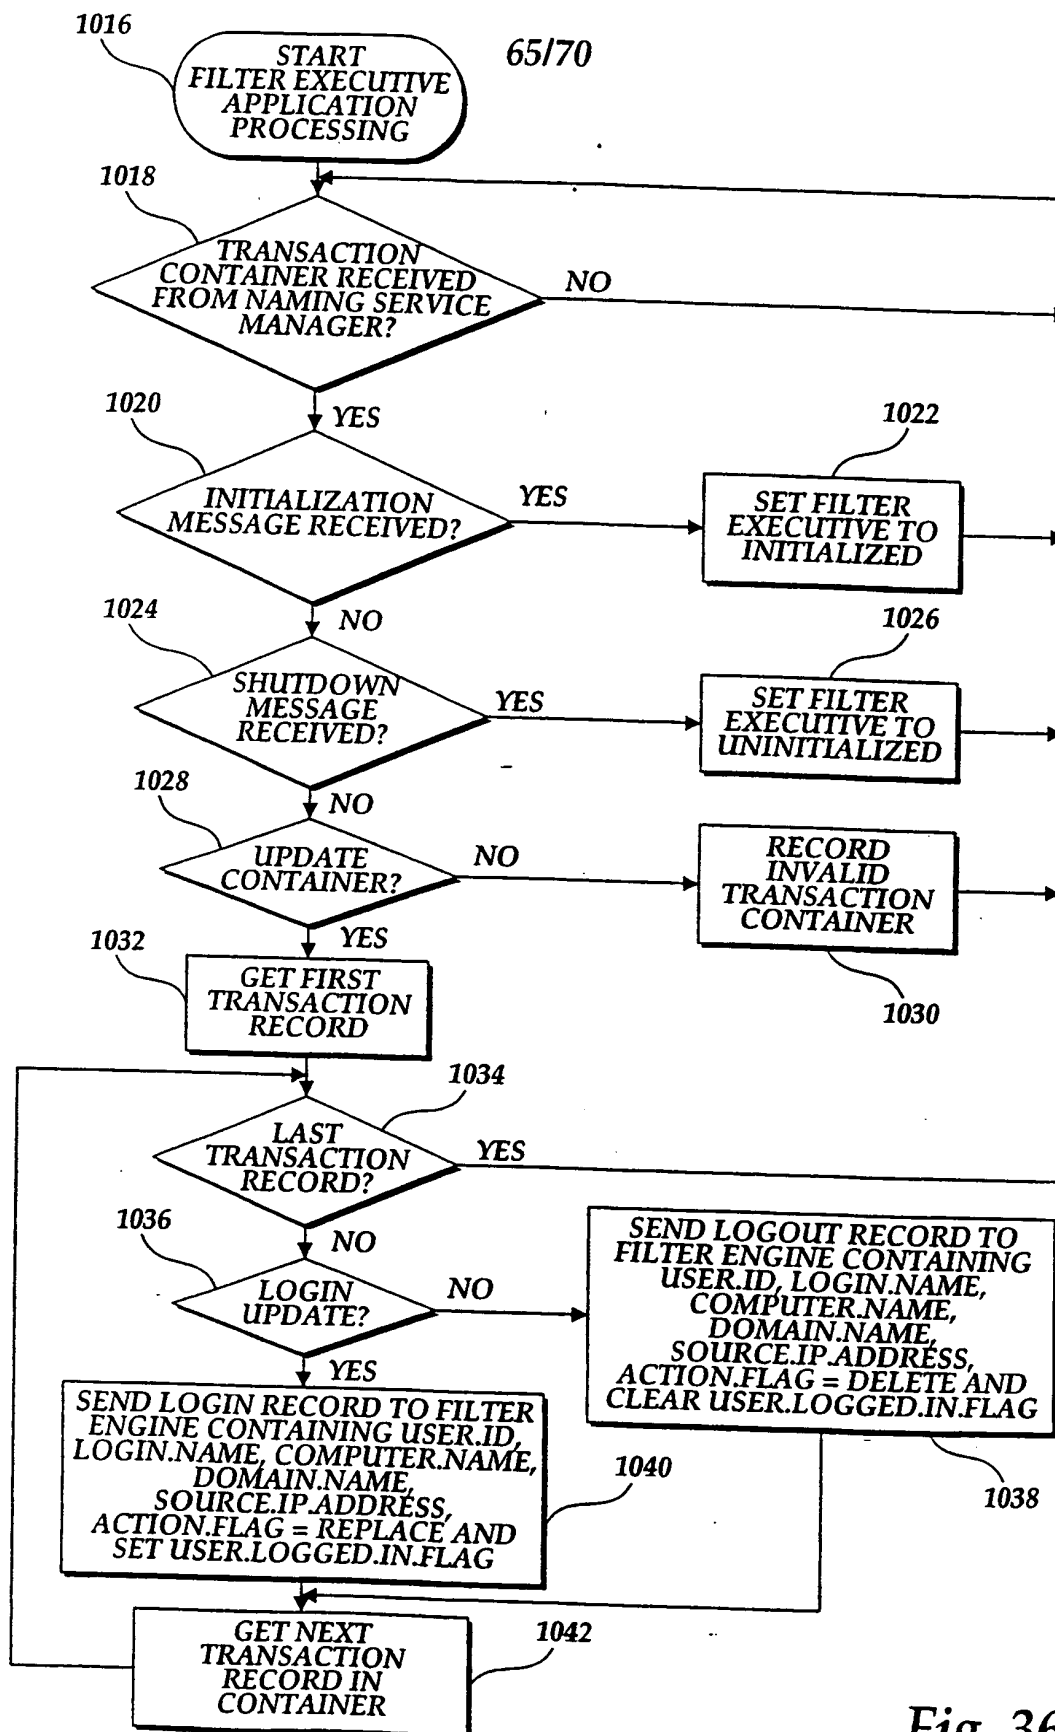 1016
START
FILTER EXECUTIVE
APPLICATION
PROCESSING
65/70
1018
TRANSACTION
CONTAINER RECEIVED
FROM NAMING SERVICE
MANAGER?
NO
YES
1020
INITIALIZATION
MESSAGE RECEIVED?
YES
1022
SET FILTER
EXECUTIVE TO
INITIALIZED
NO
1024
SHUTDOWN
MESSAGE
RECEIVED?
YES
1026
SET FILTER
EXECUTIVE TO
UNINITIALIZED
NO
1028
UPDATE
CONTAINER?
NO
RECORD
INVALID
TRANSACTION
CONTAINER
1030
YES
1032
GET FIRST
TRANSACTION
RECORD
1034
LAST
TRANSACTION
RECORD?
YES
NO
1036
LOGIN
UPDATE?
NO
SEND LOGOUT RECORD TO
FILTER ENGINE CONTAINING
USER.ID, LOGIN.NAME,
COMPUTER.NAME,
DOMAIN.NAME,
SOURCE.IP.ADDRESS,
ACTION.FLAG = DELETE AND
CLEAR USER.LOGGED.IN.FLAG
1038
YES
SEND LOGIN RECORD TO FILTER
ENGINE CONTAINING USER.ID,
LOGIN.NAME, COMPUTER.NAME,
DOMAIN.NAME,
SOURCE.IP.ADDRESS,
ACTION.FLAG = REPLACE AND
SET USER.LOGGED.IN.FLAG
1040
GET NEXT
TRANSACTION
RECORD IN
CONTAINER
1042
Fig. 36